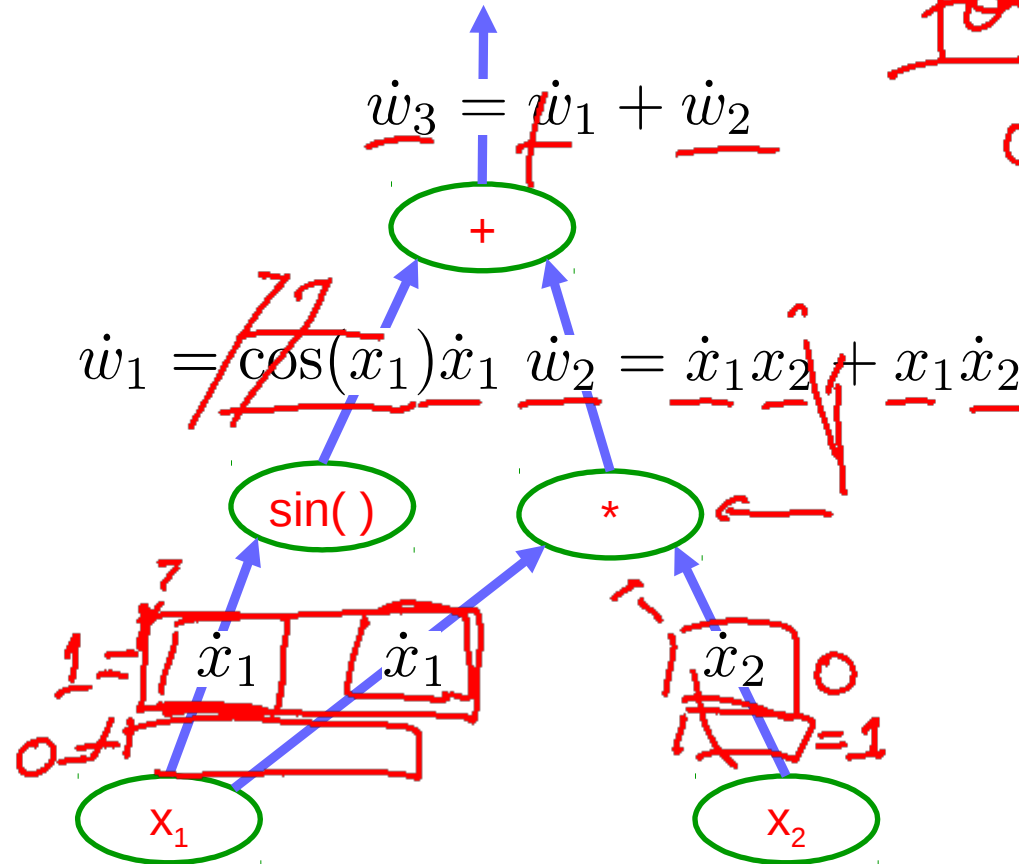 ẇ₃ = ẇ₁ + ẇ₂
+
ẇ₁ = cos(x₁)ẋ₁ ẇ₂ = ẋ₁x₂ + x₁ẋ₂
sin( ) *
1 = ẋ₁ ẋ₁ ẋ₂ 0
0 = =1
x₁ x₂